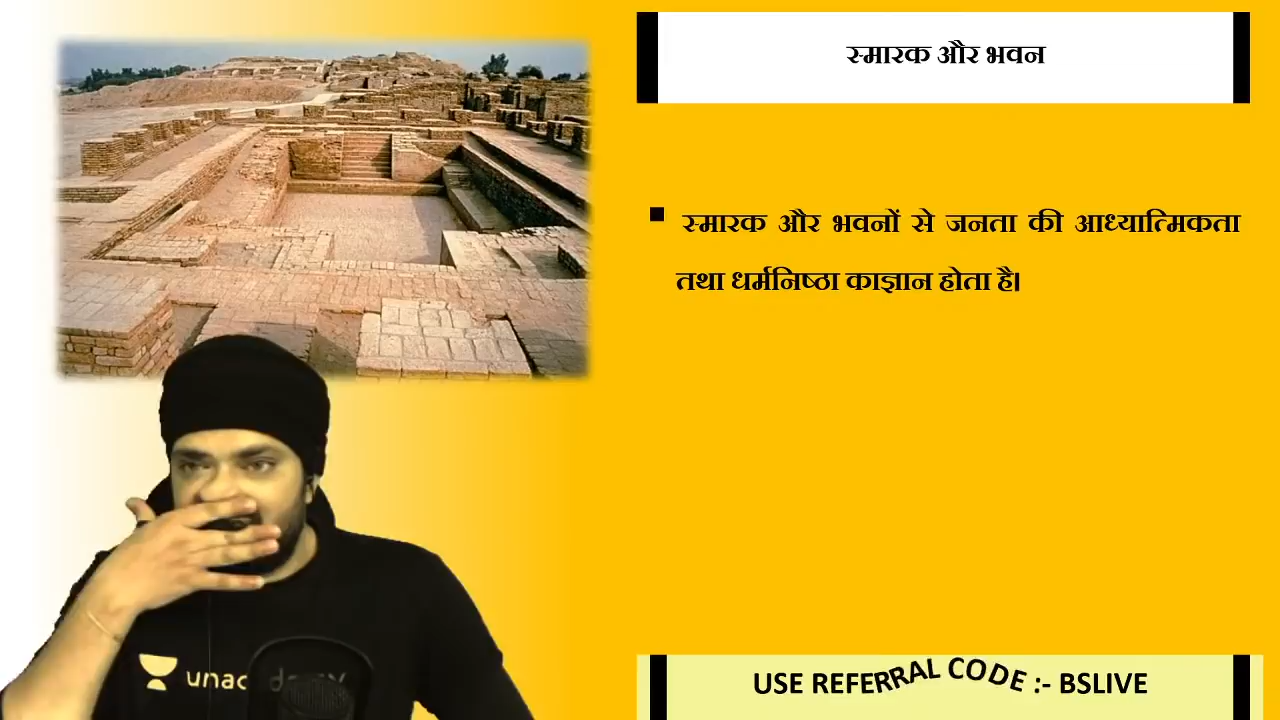 स्मारक और भवन
▪ स्मारक और भवनों से जनता की आध्यात्मिकता
तथा धर्मनिष्ठा काज्ञान होता है।
USE REFERRAL CODE :- BSLIVE